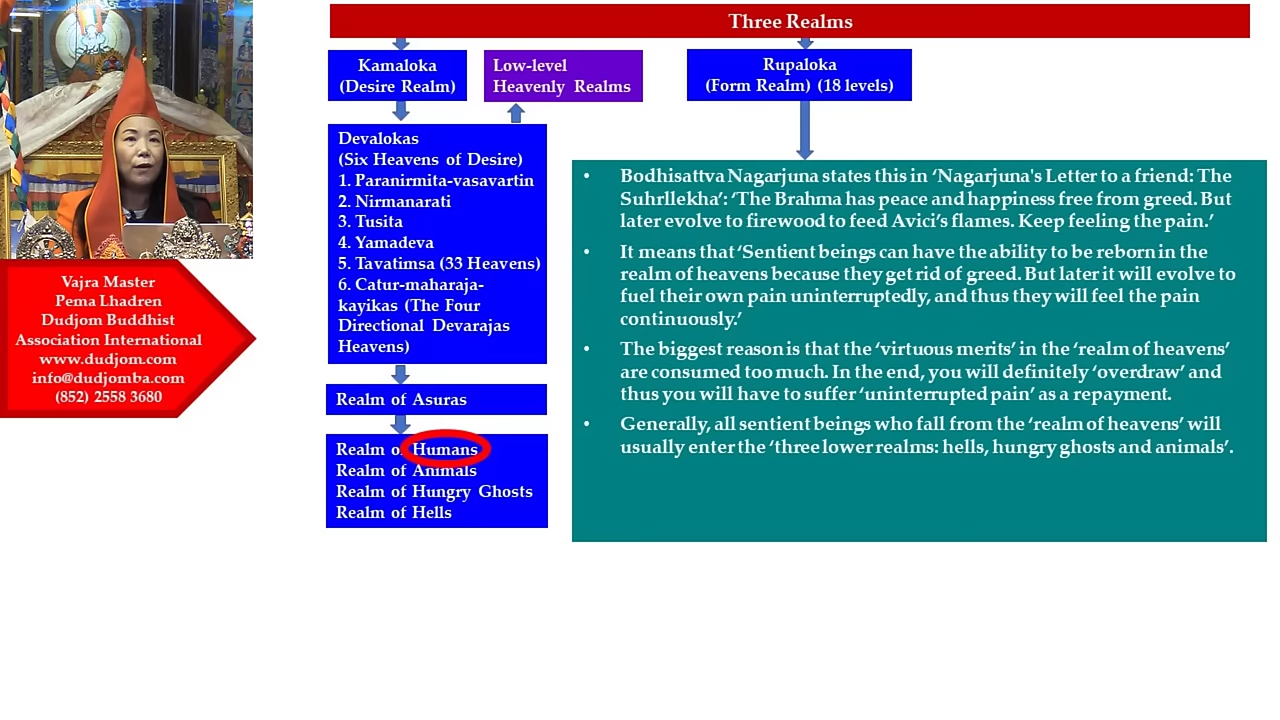 Three Realms
Kamaloka
(Desire Realm)
Low-level
Heavenly Realms
Rupaloka
(Form Realm) (18 levels)
Devalokas
(Six Heavens of Desire)
1. Paranirmita-vasavartin
2. Nirmanarati
3. Tusita
4. Yamadeva
5. Tavatimsa (33 Heavens)
6. Catur-maharaja-
kayikas (The Four
Directional Devarajas
Heavens)
Realm of Asuras
Realm of Humans
Realm of Animals
Realm of Hungry Ghosts
Realm of Hells
• Bodhisattva Nagarjuna states this in ‘Nagarjuna's Letter to a friend: The
Suhrllekha’: ‘The Brahma has peace and happiness free from greed. But
later evolve to firewood to feed Avici’s flames. Keep feeling the pain.’
• It means that ‘Sentient beings can have the ability to be reborn in the
realm of heavens because they get rid of greed. But later it will evolve to
fuel their own pain uninterruptedly, and thus they will feel the pain
continuously.’
• The biggest reason is that the ‘virtuous merits’ in the ‘realm of heavens’
are consumed too much. In the end, you will definitely ‘overdraw’ and
thus you will have to suffer ‘uninterrupted pain’ as a repayment.
• Generally, all sentient beings who fall from the ‘realm of heavens’ will
usually enter the ‘three lower realms: hells, hungry ghosts and animals’.
Vajra Master
Pema Lhadren
Dudjom Buddhist
Association International
www.dudjom.com
info@dudjomba.com
(852) 2558 3680